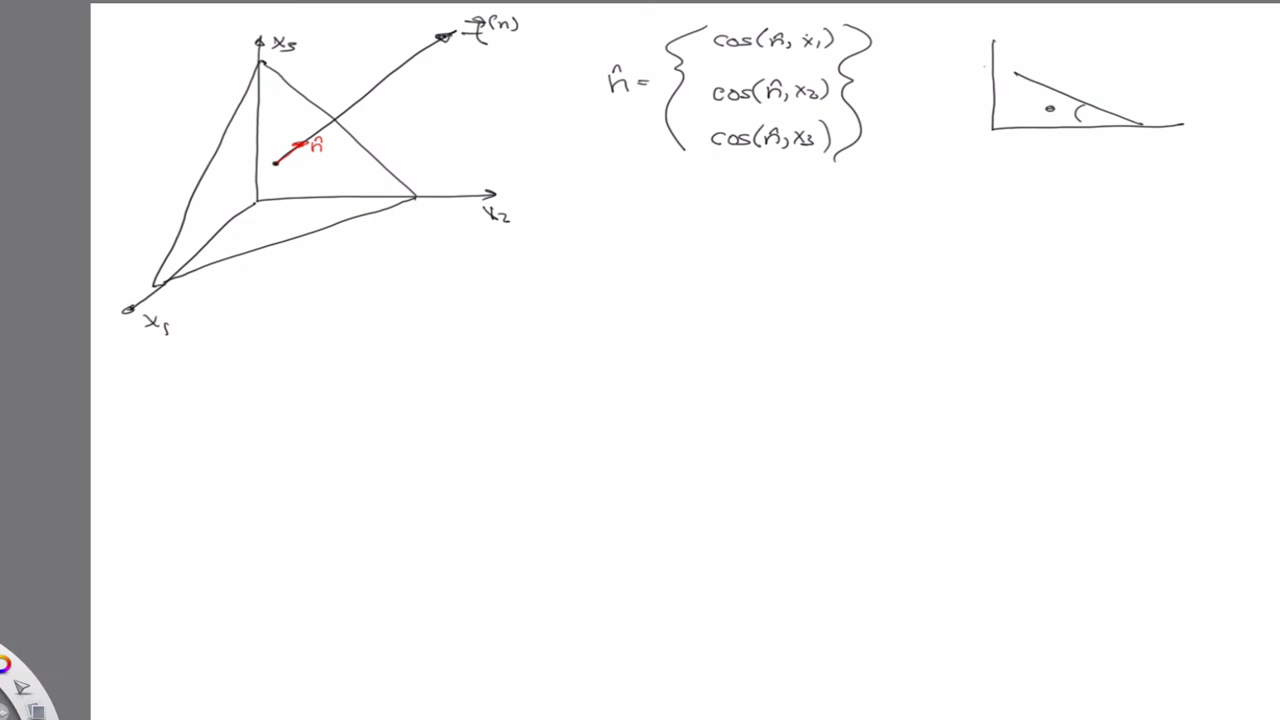 x₃
t⃗⁽ⁿ⁾
n̂
x₂
x₁
n̂ = { cos(n̂, x₁)
cos(n̂, x₂)
cos(n̂, x₃) }